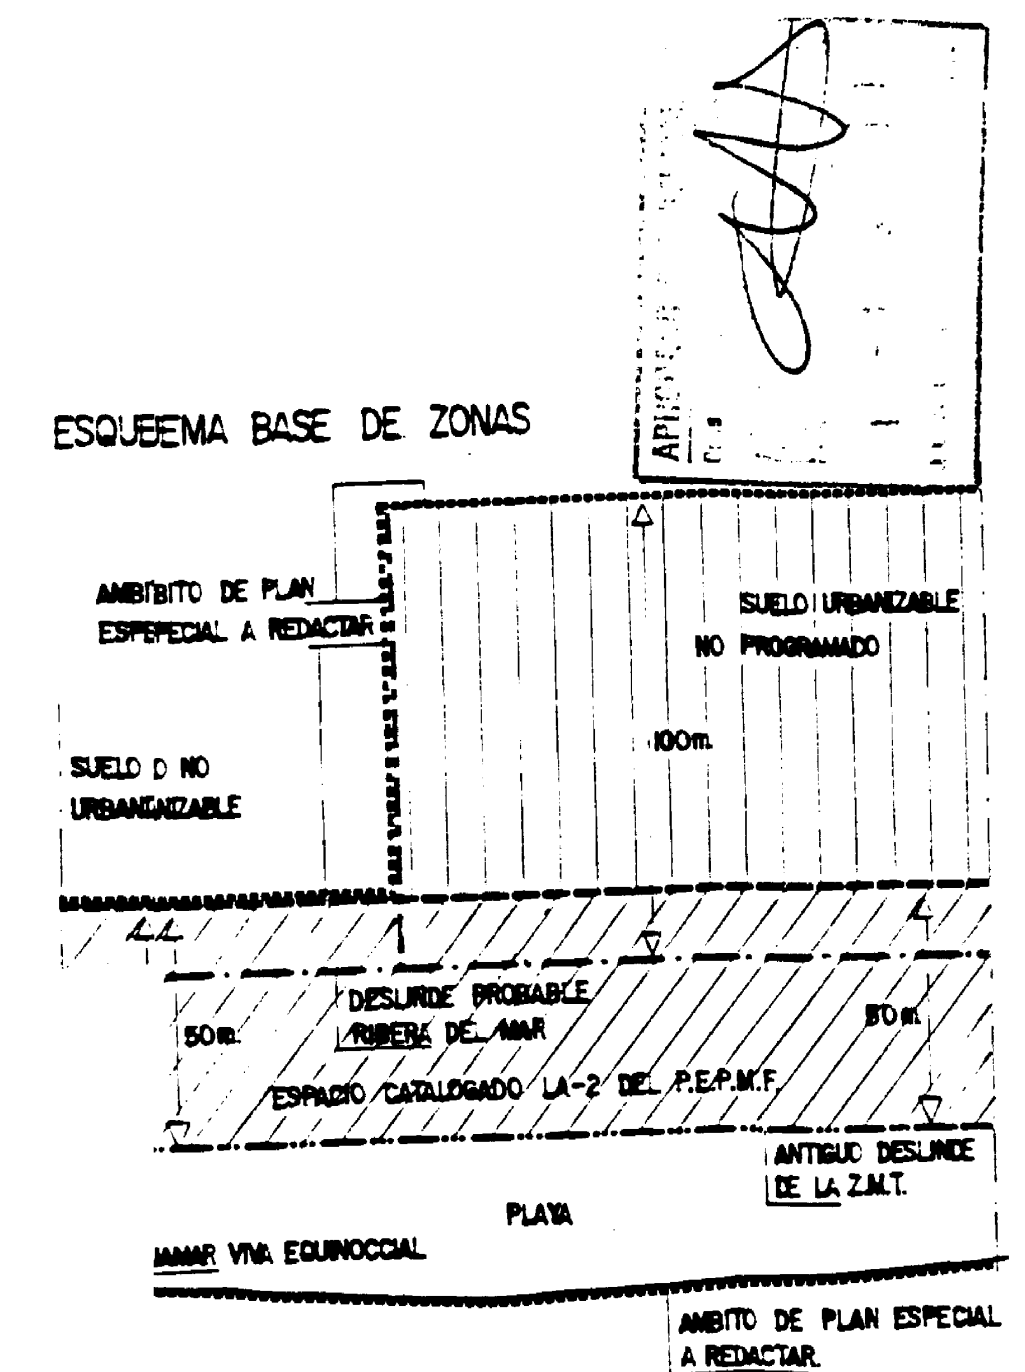 ESQUEEMA BASE DE ZONAS
AMBIBITO DE PLAN
ESPEPECIAL A REDACTAR
SUELO URBANIZABLE
NO PROGRAMADO
100m.
SUELO D NO
URBANINIZABLE
DESLINDE PROBABLE
RIBERA DEL MAR
50m.
50m.
ESPACIO CATALOGADO LA-2 DEL P.E.P.M.F.
ANTIGUO DESLINDE
DE LA Z.M.T.
PLAYA
VIVA EQUINOCCIAL
AMBITO DE PLAN ESPECIAL
A REDACTAR.